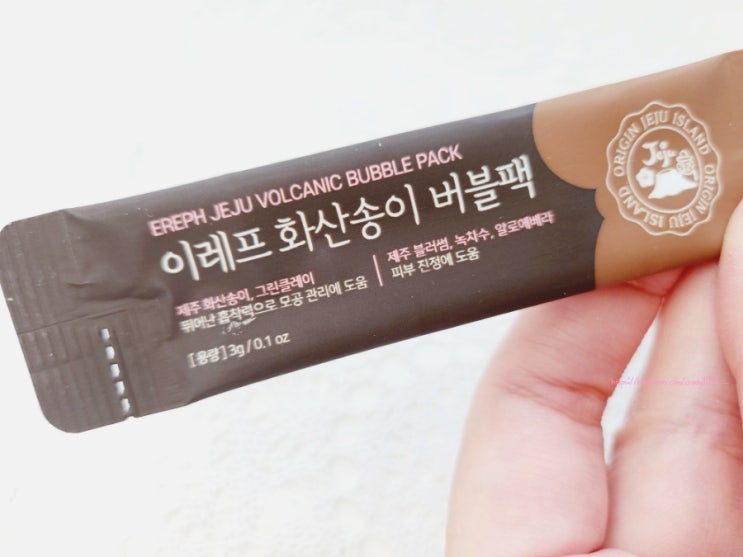 EREPH JEJU VOLCANIC BUBBLE PACK
이레프 화산송이 버블팩
제주 화산송이, 그린클레이
뛰어난 흡착력으로 모공 관리에 도움
제주 블러썸, 녹차수, 알로에베라
피부 진정에 도움
[용량] 3g / 0.1 oz
ORIGIN JEJU ISLAND ORIGIN JEJU ISLAND
Jeju